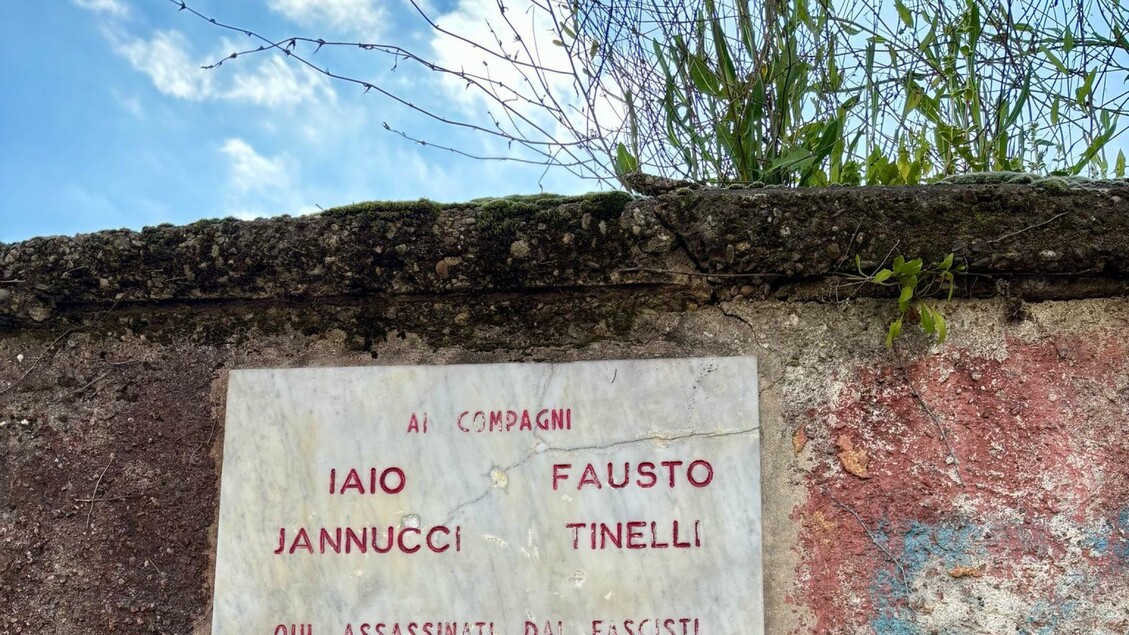 AI COMPAGNI
IAIO FAUSTO
JANNUCCI TINELLI
QUI ASSASSINATI DAI FASCISTI